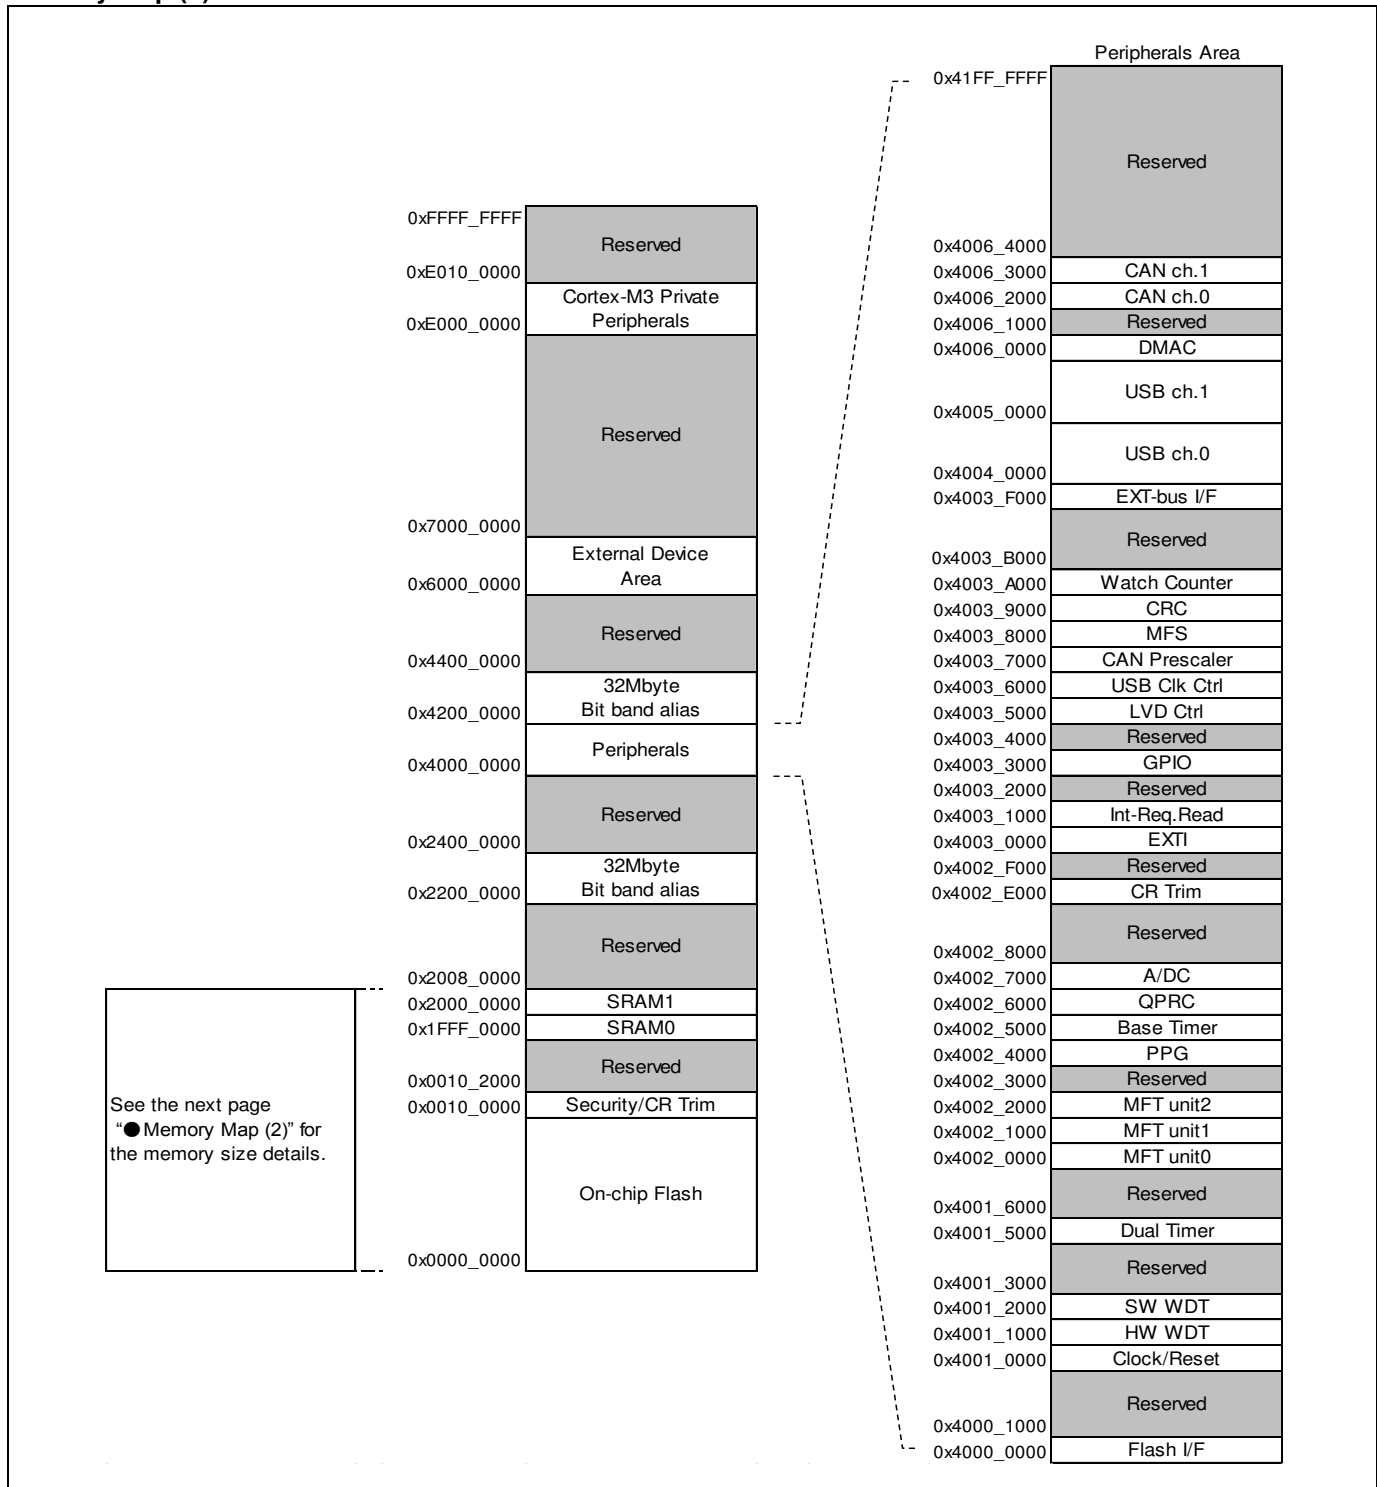 Peripherals Area
0x41FF_FFFF
Reserved
0x4006_4000
0x4006_3000 CAN ch.1
0x4006_2000 CAN ch.0
0x4006_1000 Reserved
0x4006_0000 DMAC
USB ch.1
0x4005_0000
USB ch.0
0x4004_0000
0x4003_F000 EXT-bus I/F
Reserved
0x4003_B000
0x4003_A000 Watch Counter
0x4003_9000 CRC
0x4003_8000 MFS
0x4003_7000 CAN Prescaler
0x4003_6000 USB Clk Ctrl
0x4003_5000 LVD Ctrl
0x4003_4000 Reserved
0x4003_3000 GPIO
0x4003_2000 Reserved
0x4003_1000 Int-Req.Read
0x4003_0000 EXTI
0x4002_F000 Reserved
0x4002_E000 CR Trim
Reserved
0x4002_8000
0x4002_7000 A/DC
0x4002_6000 QPRC
0x4002_5000 Base Timer
0x4002_4000 PPG
0x4002_3000 Reserved
0x4002_2000 MFT unit2
0x4002_1000 MFT unit1
0x4002_0000 MFT unit0
Reserved
0x4001_6000
0x4001_5000 Dual Timer
Reserved
0x4001_3000
0x4001_2000 SW WDT
0x4001_1000 HW WDT
0x4001_0000 Clock/Reset
Reserved
0x4000_1000
0x4000_0000 Flash I/F
0xFFFF_FFFF
Reserved
0xE010_0000
Cortex-M3 Private
0xE000_0000 Peripherals
Reserved
0x7000_0000
External Device
0x6000_0000 Area
Reserved
0x4400_0000
32Mbyte
0x4200_0000 Bit band alias
Peripherals
0x4000_0000
Reserved
0x2400_0000
32Mbyte
0x2200_0000 Bit band alias
Reserved
0x2008_0000
0x2000_0000 SRAM1
0x1FFF_0000 SRAM0
Reserved
0x0010_2000
0x0010_0000 Security/CR Trim
On-chip Flash
0x0000_0000
See the next page
“●Memory Map (2)” for
the memory size details.